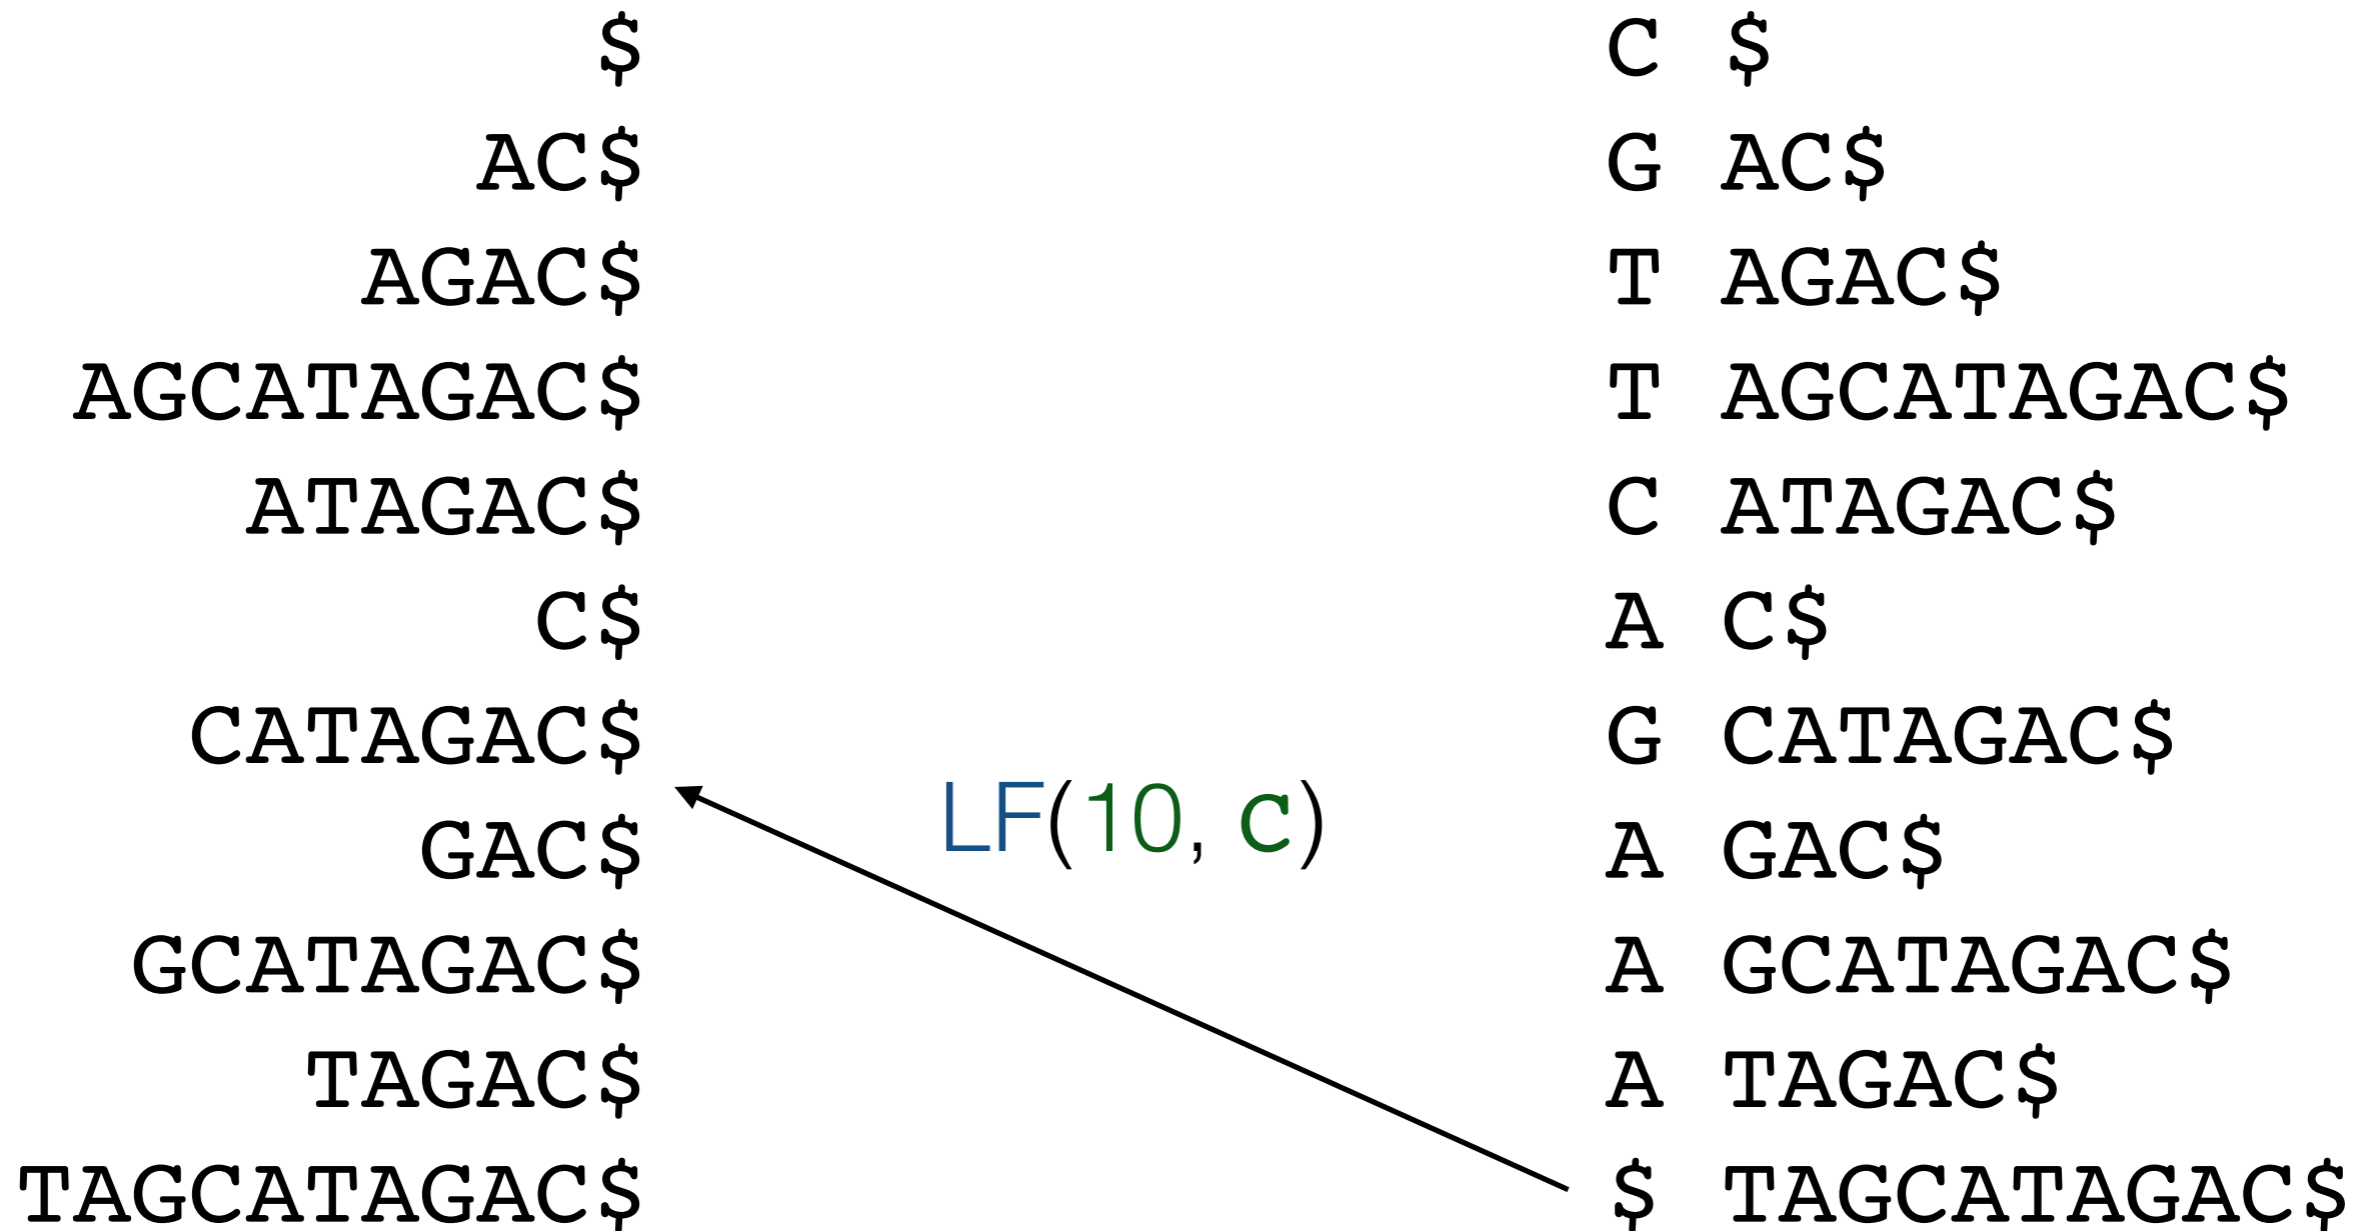 $
AC$
AGAC$
AGCATAGAC$
ATAGAC$
C$
CATAGAC$
GAC$
GCATAGAC$
TAGAC$
TAGCATAGAC$
LF(10, C)
C $
G AC$
T AGAC$
T AGCATAGAC$
C ATAGAC$
A C$
G CATAGAC$
A GAC$
A GCATAGAC$
A TAGAC$
$ TAGCATAGAC$